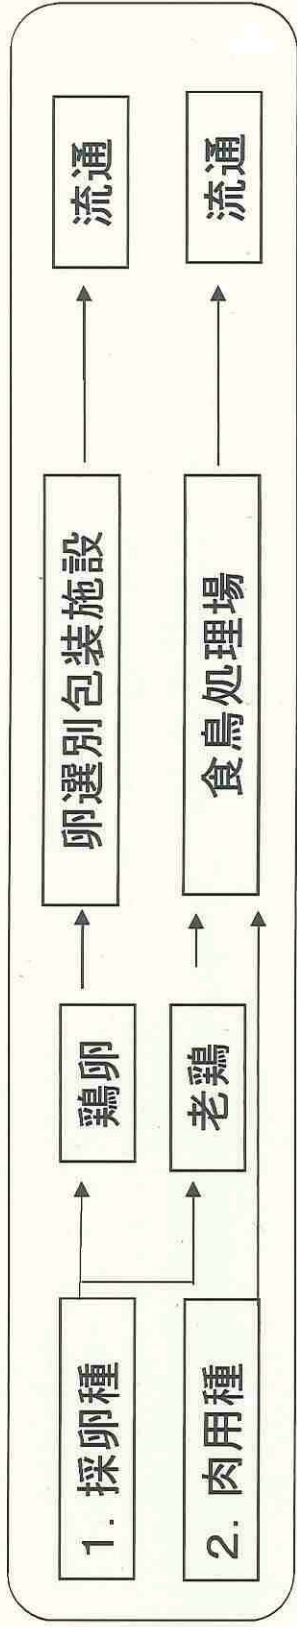 1. 採卵種
鶏卵
卵選別包装施設
流通
老鶏
2. 肉用種
食鳥処理場
流通